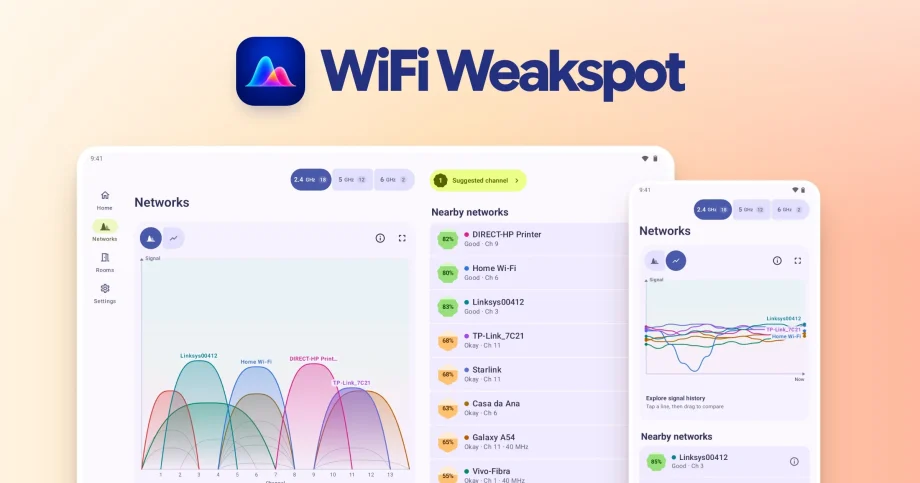 WiFi Weakspot
9:41
2.4 GHz 18
5 GHz 12
6 GHz 2
1 Suggested channel
Home
Networks
Rooms
Settings
Networks
Signal
Linksys00412
Home Wi-Fi
DIRECT-HP Print...
TP-Link_7C21
1 2 3 4 5 6 7 8 9 10 11 12 13
Channel
Nearby networks
82% DIRECT-HP Printer
Good · Ch 9
80% Home Wi-Fi
Good · Ch 6
83% Linksys00412
Good · Ch 3
68% TP-Link_7C21
Okay · Ch 11
68% Starlink
Okay · Ch 11
63% Casa da Ana
Okay · Ch 6
65% Galaxy A54
Okay · Ch 11 · 40 MHz
55% Vivo-Fibra
Okay · Ch 1 · 40 MHz
9:41
2.4 GHz 18
5 GHz 12
6 GHz 2
Networks
Signal
Linksys00412
TP-Link_7C21
Home Wi-Fi
Now
Explore signal history
Tap a line, then drag to compare
Nearby networks
85% Linksys00412
Good · Ch 3